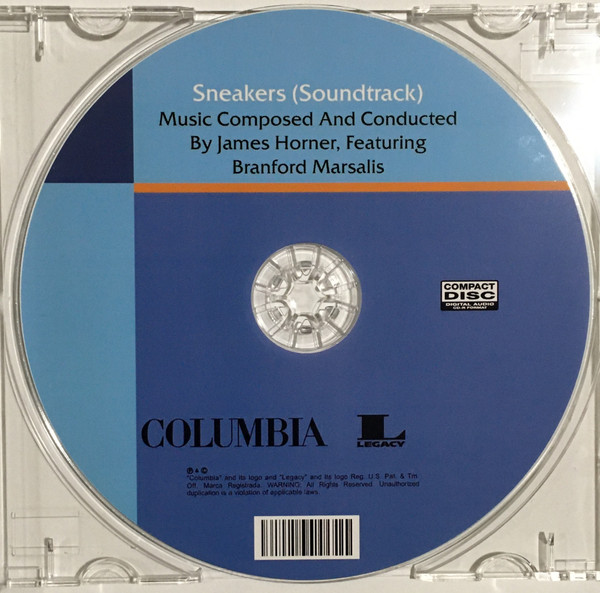 Sneakers (Soundtrack)
Music Composed And Conducted
By James Horner, Featuring
Branford Marsalis
COMPACT
DISC
DIGITAL AUDIO
CD-R FORMAT
COLUMBIA
L
LEGACY
℗ & ©
"Columbia" and its logo and "Legacy" and its logo Reg. U.S. Pat. & Tm
Off. Marca Registrada. WARNING: All Rights Reserved. Unauthorized
duplication is a violation of applicable laws.